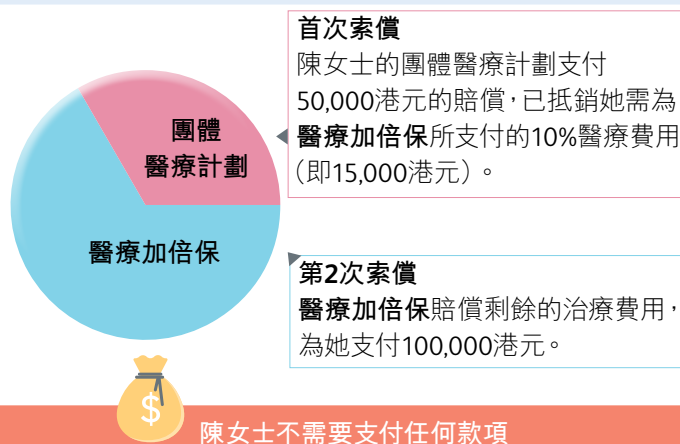 首次索償
陳女士的團體醫療計劃支付
50,000港元的賠償，已抵銷她需為
醫療加倍保所支付的10%醫療費用
（即15,000港元）。
團體
醫療計劃
醫療加倍保
第2次索償
醫療加倍保賠償剩餘的治療費用，
為她支付100,000港元。
$
陳女士不需要支付任何款項